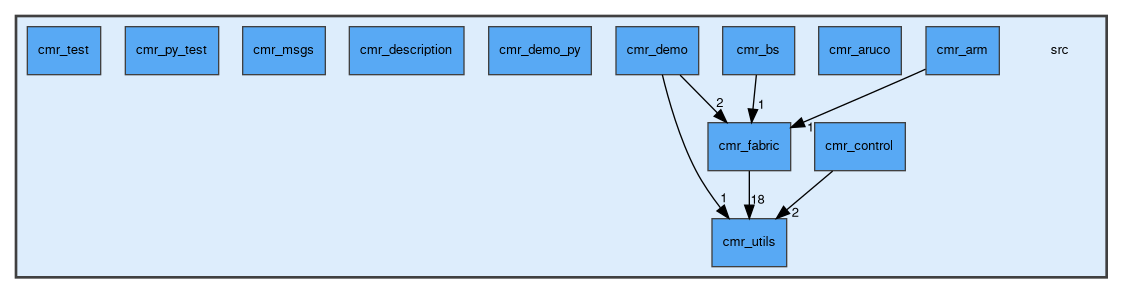 cmr_test
cmr_py_test
cmr_msgs
cmr_description
cmr_demo_py
cmr_demo
cmr_bs
cmr_aruco
cmr_arm
src
2
1
1
cmr_fabric
cmr_control
1
18
2
cmr_utils